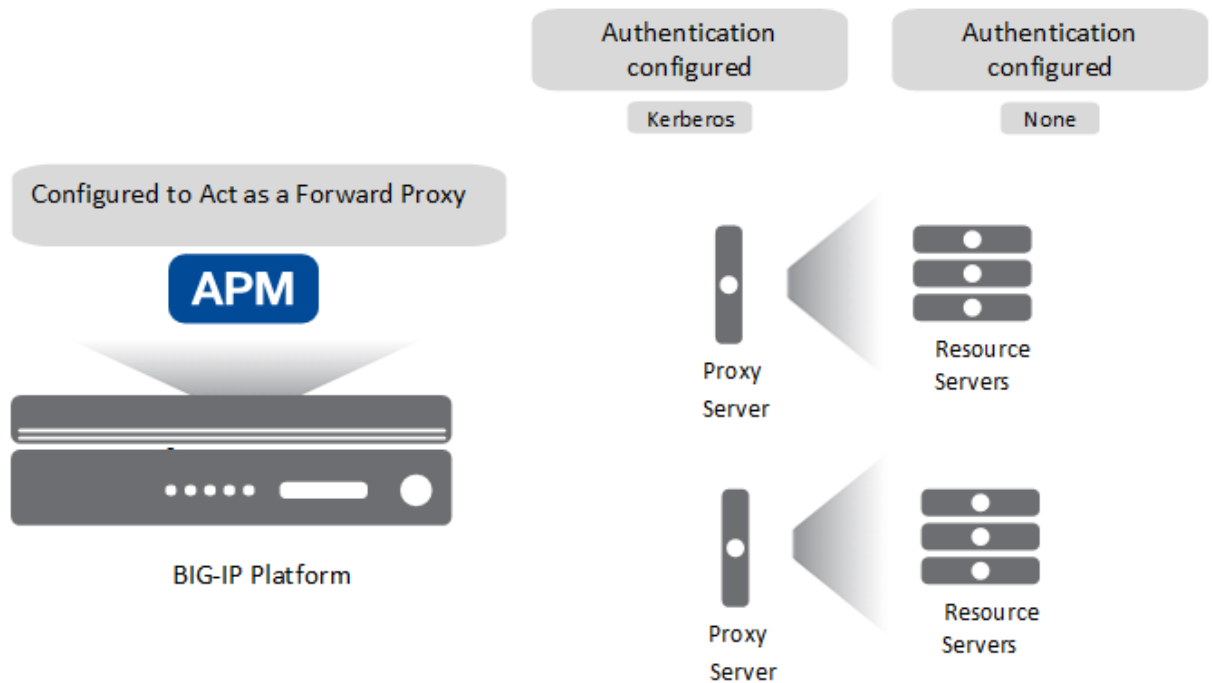 Authentication
configured
Authentication
configured
Kerberos
None
Configured to Act as a Forward Proxy
APM
Proxy
Server
Resource
Servers
BIG-IP Platform
Proxy
Server
Resource
Servers